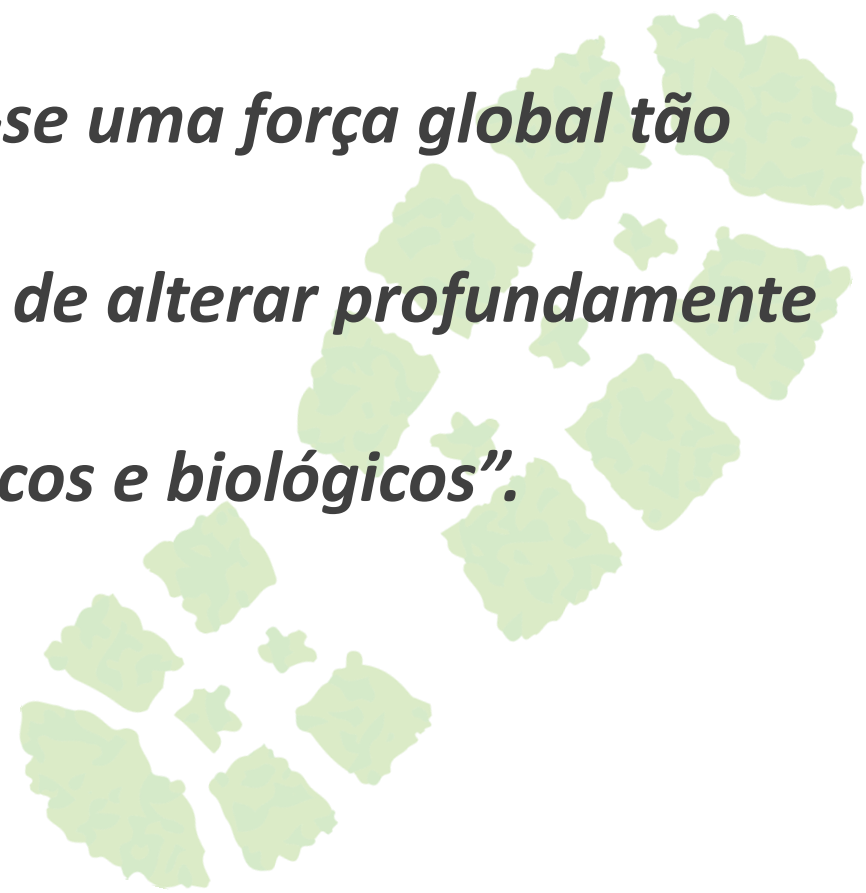 se uma força global tão
de alterar profundamente
cos e biológicos”.